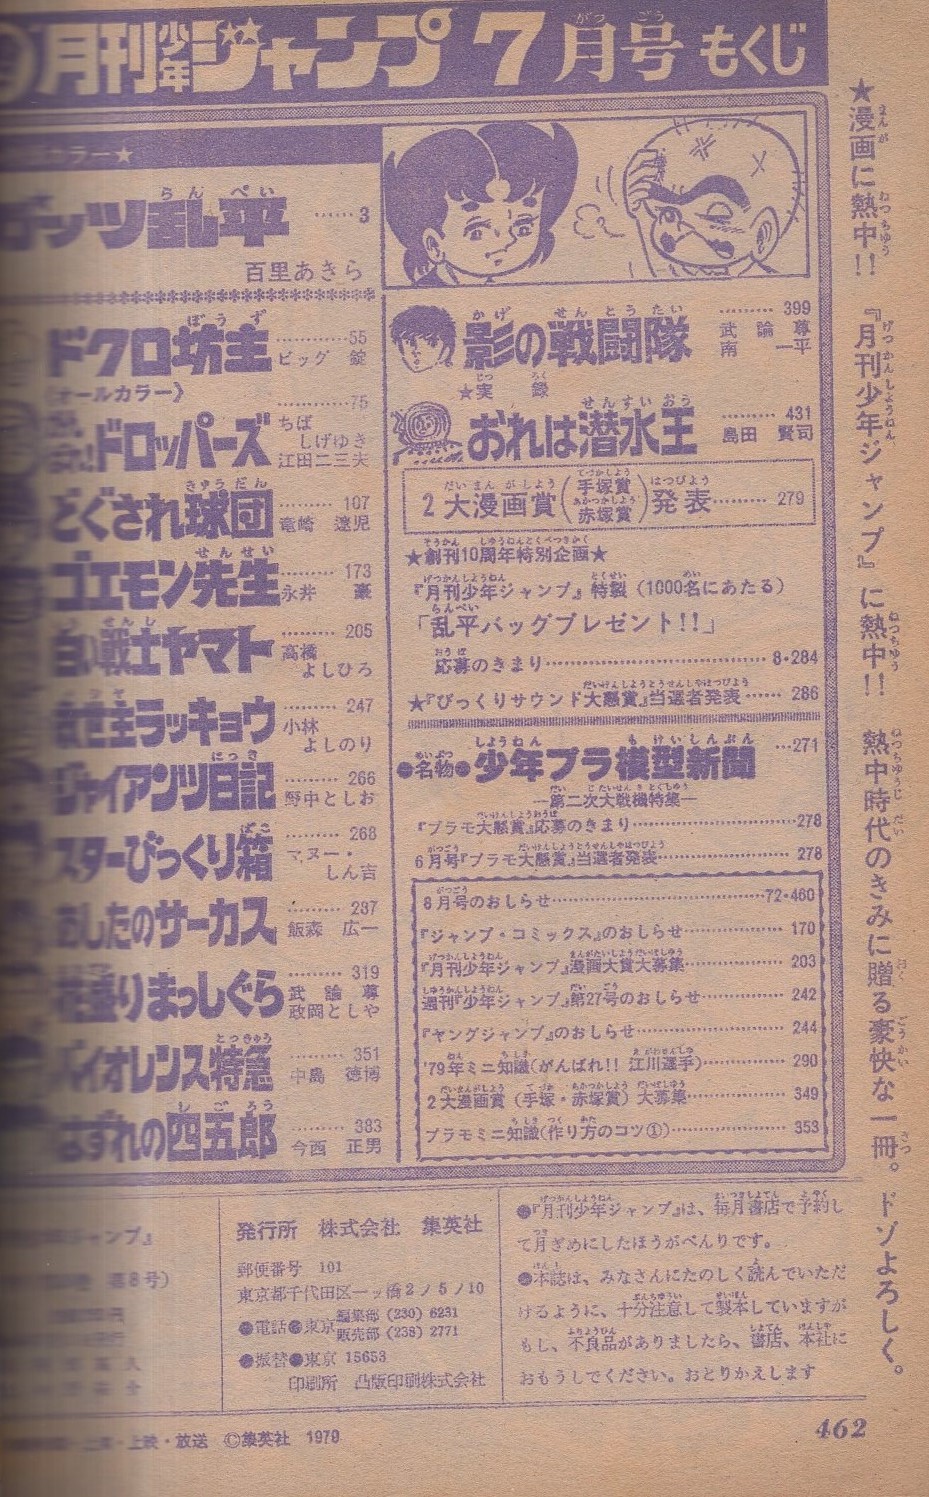 月刊少年ジャンプ 7月号 もくじ
★漫画に熱中!! 『月刊少年ジャンプ』に熱中!! 熱中時代のきみに贈る豪快な一冊。ドゾよろしく。
カラー★
ガッツ乱平 ……3
百里あきら
ドクロ坊主 …………55
ビッグ 錠
《オールカラー》
ドロッパーズ …………75
ちば
しげゆき
江田二三夫
どぐされ球団 …………107
竜崎 遼児
ゴエモン先生 …………173
永井 豪
白い戦士ヤマト …………205
高橋
よしひろ
ませ主ラッキョウ …………247
小林
よしのり
ジャイアンツ日記 …………266
野中としお
スターびっくり箱 …………268
マヌー・
しん吉
あしたのサーカス …………287
飯森 広一
花盛りまっしぐら …………319
武論尊
政岡としや
バイオレンス特急 …………351
中島 徳博
はずれの四五郎 …………383
今西 正男
影の戦闘隊 …………399
武論尊
南 一平
★実録
おれは潜水王 …………431
島田 賢司
2大漫画賞(手塚賞 赤塚賞)発表………279
★創刊10周年特別企画★
『月刊少年ジャンプ』特製(1000名にあたる)
「乱平バッグプレゼント!!」
応募のきまり……………………8・284
★『びっくりサウンド大懸賞』当選者発表……286
●名物●少年プラ模型新聞 …271
―第二次大戦機特集―
『プラモ大懸賞』応募のきまり……………………278
6月号『プラモ大懸賞』当選者発表………………278
8月号のおしらせ……………………72・460
『ジャンプ・コミックス』のおしらせ…………170
『月刊少年ジャンプ』漫画大賞大募集…………203
週刊『少年ジャンプ』第27号のおしらせ…………242
『ヤングジャンプ』のおしらせ………………244
'79年ミニ知識(がんばれ!! 江川選手)…………290
2大漫画賞(手塚・赤塚賞)大募集…………349
プラモミニ知識(作り方のコツ①)…………353
ジャンプ』
第8号)
発行所 株式会社 集英社
郵便番号 101
東京都千代田区一ッ橋2ノ5ノ10
●電話●東京 編集部(230)6231
販売部(238)2771
●振替●東京 15653
印刷所 凸版印刷株式会社
●『月刊少年ジャンプ』は、毎月書店で予約し
て月ぎめにしたほうがべんりです。
●本誌は、みなさんにたのしく読んでいただ
けるように、十分注意して製本していますが
もし、不良品がありましたら、書店、本社に
おもうしでください。おとりかえします
上映・放送 ©集英社 1979
462